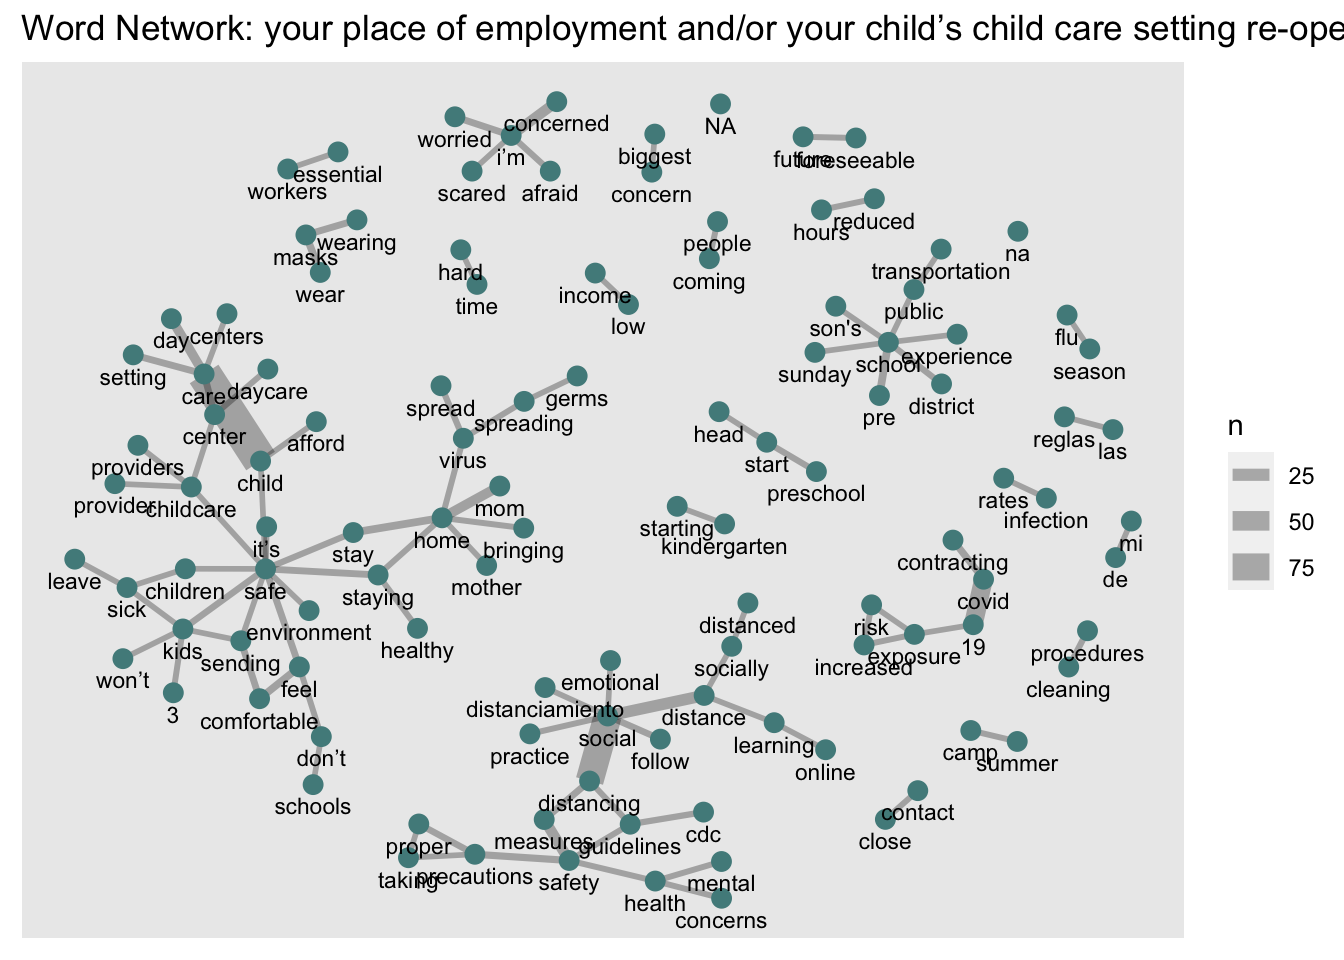 Word Network: your place of employment and/or your child’s child care setting re-ope
concerned
worried
i’m
scared
afraid
biggest
concern
NA
future
foreseeable
essential
workers
wearing
masks
wear
hard
time
income
low
people
coming
hours
reduced
na
transportation
public
son's
school
experience
sunday
pre
district
flu
season
day
centers
setting
care
daycare
center
afford
providers
child
provider
childcare
spread
germs
spreading
virus
head
start
preschool
reglas
las
rates
infection
mi
de
mom
home
bringing
mother
starting
kindergarten
it’s
stay
staying
healthy
leave
children
safe
sick
environment
kids
sending
won’t
feel
3
comfortable
don’t
schools
contracting
covid
risk
19
exposure
increased
procedures
cleaning
distanced
socially
emotional
distanciamiento
distance
social
practice
follow
learning
online
camp
summer
contact
close
distancing
measures
guidelines
cdc
proper
taking
precautions
safety
mental
health
concerns
n
25
50
75